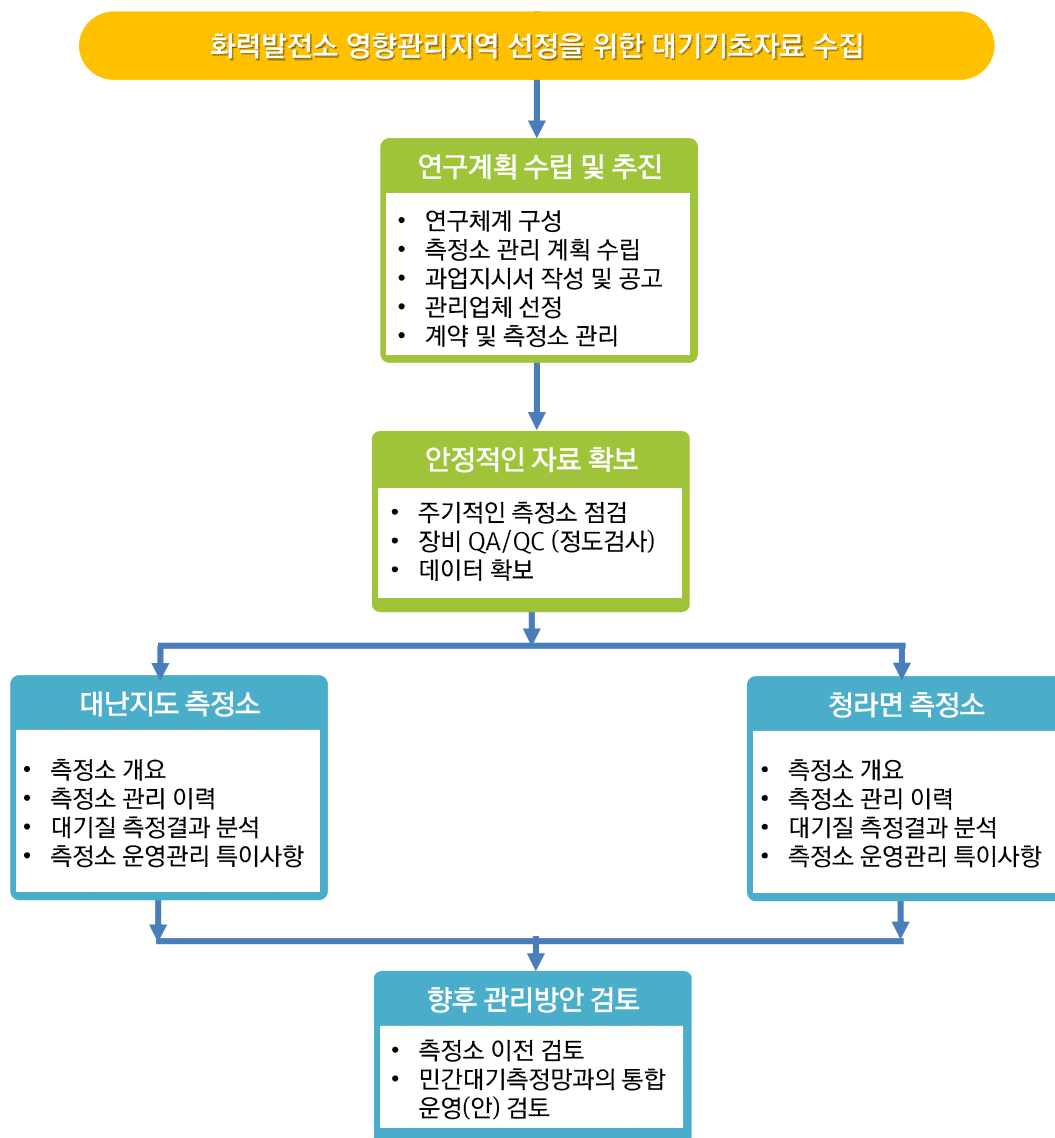 화력발전소 영향관리지역 선정을 위한 대기기초자료 수집
연구계획 수립 및 추진
• 연구체계 구성
• 측정소 관리 계획 수립
• 과업지시서 작성 및 공고
• 관리업체 선정
• 계약 및 측정소 관리
안정적인 자료 확보
• 주기적인 측정소 점검
• 장비 QA/QC (정도검사)
• 데이터 확보
대난지도 측정소
• 측정소 개요
• 측정소 관리 이력
• 대기질 측정결과 분석
• 측정소 운영관리 특이사항
청라면 측정소
• 측정소 개요
• 측정소 관리 이력
• 대기질 측정결과 분석
• 측정소 운영관리 특이사항
향후 관리방안 검토
• 측정소 이전 검토
• 민간대기측정망과의 통합
운영(안) 검토